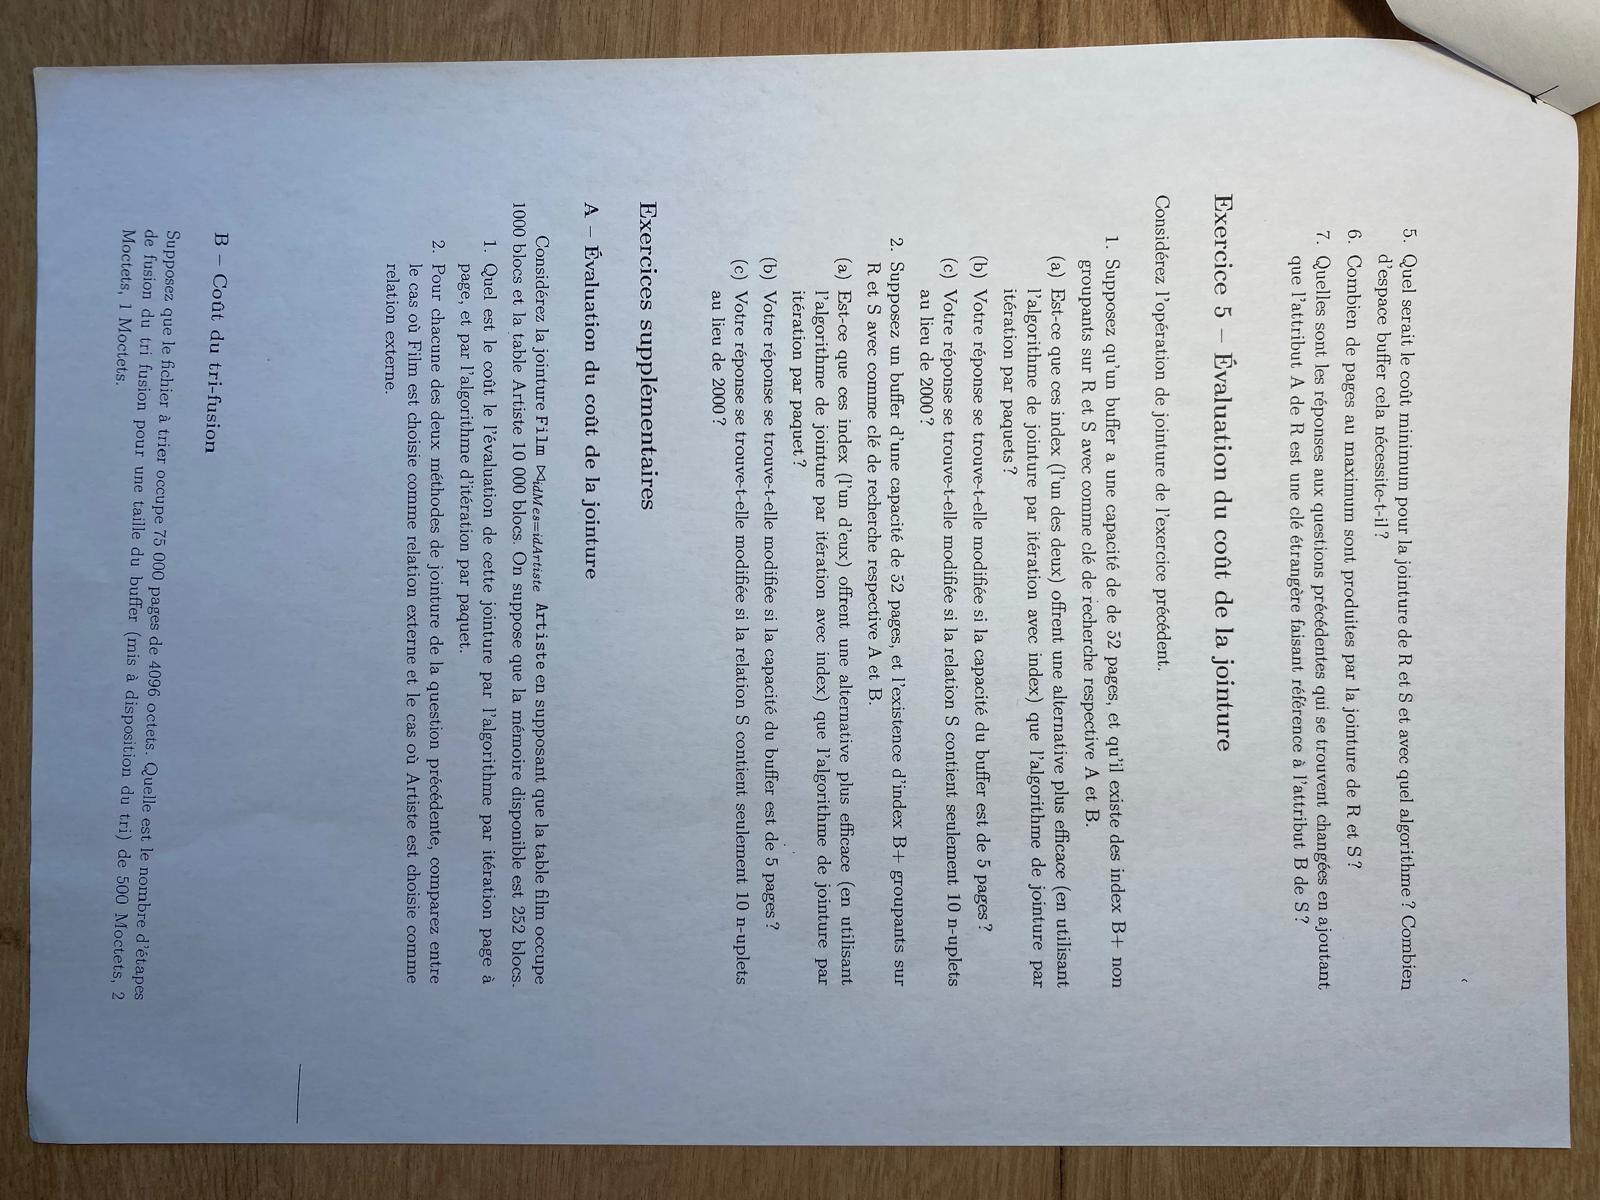 5. Quel serait le coût minimum pour la jointure de R et S et avec quel algorithme ? Combien
d'espace buffer cela nécessite-t-il ?
6. Combien de pages au maximum sont produites par la jointure de R et S ?
7. Quelles sont les réponses aux questions précédentes qui se trouvent changées en ajoutant
que l'attribut A de R est une clé étrangère faisant référence à l'attribut B de S ?
Exercice 5 – Évaluation du coût de la jointure
Considérez l'opération de jointure de l'exercice précédent.
1. Supposez qu'un buffer a une capacité de de 52 pages, et qu'il existe des index B+ non
groupants sur R et S avec comme clé de recherche respective A et B.
(a) Est-ce que ces index (l'un des deux) offrent une alternative plus efficace (en utilisant
l'algorithme de jointure par itération avec index) que l'algorithme de jointure par
itération par paquets ?
(b) Votre réponse se trouve-t-elle modifiée si la capacité du buffer est de 5 pages ?
(c) Votre réponse se trouve-t-elle modifiée si la relation S contient seulement 10 n-uplets
au lieu de 2000 ?
2. Supposez un buffer d'une capacité de 52 pages, et l'existence d'index B+ groupants sur
R et S avec comme clé de recherche respective A et B.
(a) Est-ce que ces index (l'un d'eux) offrent une alternative plus efficace (en utilisant
l'algorithme de jointure par itération avec index) que l'algorithme de jointure par
itération par paquet ?
(b) Votre réponse se trouve-t-elle modifiée si la capacité du buffer est de 5 pages ?
(c) Votre réponse se trouve-t-elle modifiée si la relation S contient seulement 10 n-uplets
au lieu de 2000 ?
Exercices supplémentaires
A – Évaluation du coût de la jointure
Considérez la jointure Film ⋈idMes=idArtiste Artiste en supposant que la table film occupe
1000 blocs et la table Artiste 10 000 blocs. On suppose que la mémoire disponible est 252 blocs.
1. Quel est le coût le l'évaluation de cette jointure par l'algorithme par itération page à
page, et par l'algorithme d'itération par paquet.
2. Pour chacune des deux méthodes de jointure de la question précédente, comparez entre
le cas où Film est choisie comme relation externe et le cas où Artiste est choisie comme
relation externe.
B – Coût du tri-fusion
Supposez que le fichier à trier occupe 75 000 pages de 4096 octets. Quelle est le nombre d'étapes
de fusion du tri fusion pour une taille du buffer (mis à disposition du tri) de 500 Moctets, 2
Moctets, 1 Moctets.